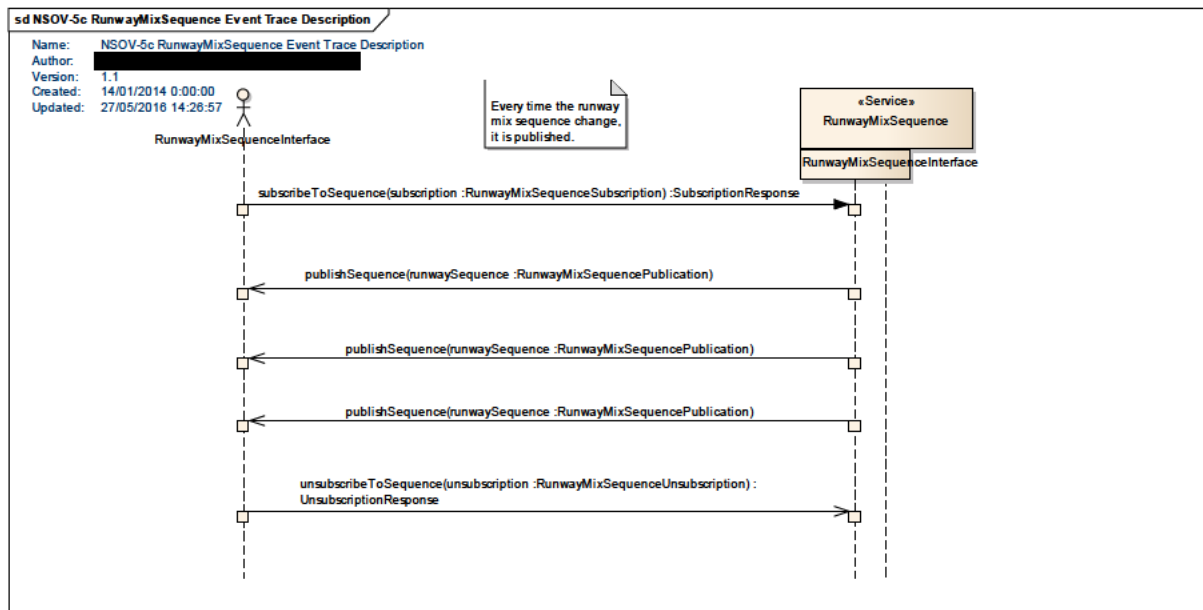 sd NSOV-5c RunwayMixSequence Event Trace Description
Name: NSOV-5c RunwayMixSequence Event Trace Description
Author:
Version: 1.1
Created: 14/01/2014 0:00:00
Updated: 27/05/2016 14:26:57
RunwayMixSequenceInterface
Every time the runway
mix sequence change,
it is published.
«Service»
RunwayMixSequence
RunwayMixSequenceInterface
subscribeToSequence(subscription :RunwayMixSequenceSubscription) :SubscriptionResponse
publishSequence(runwaySequence :RunwayMixSequencePublication)
publishSequence(runwaySequence :RunwayMixSequencePublication)
publishSequence(runwaySequence :RunwayMixSequencePublication)
unsubscribeToSequence(unsubscription :RunwayMixSequenceUnsubscription) :
UnsubscriptionResponse